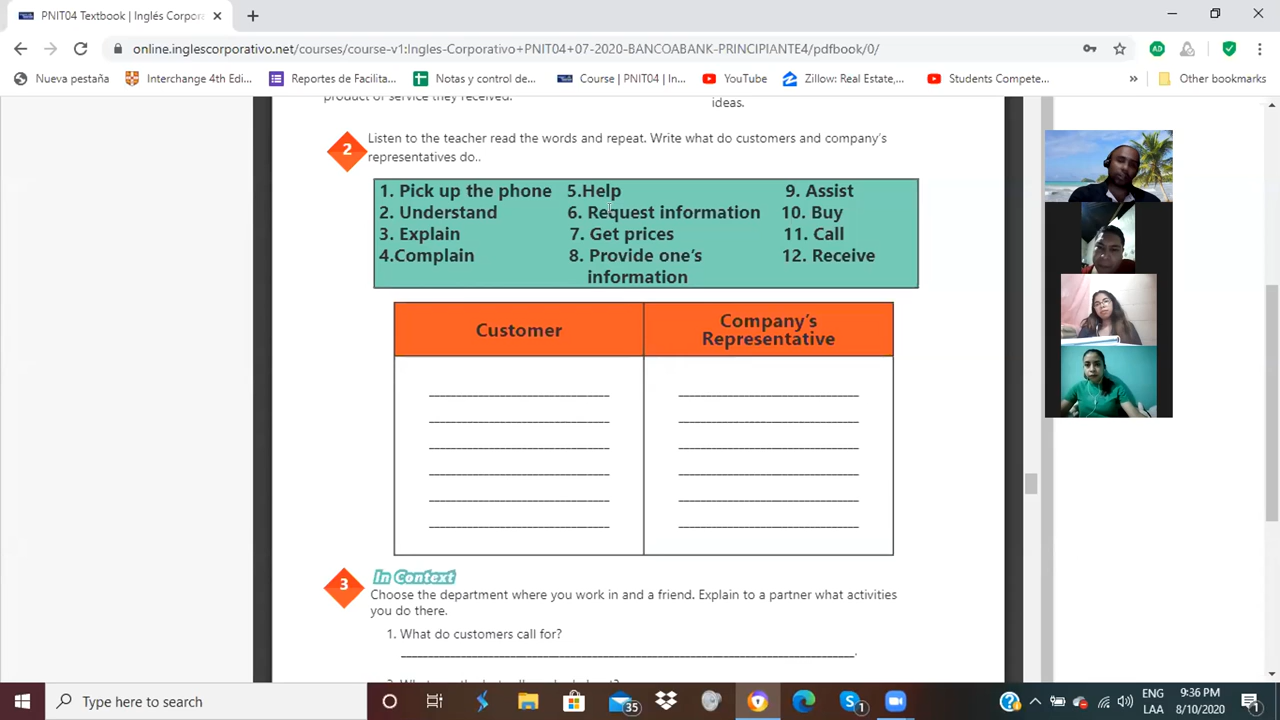 PNIT04 Textbook | Inglés Corpora
online.inglescorporativo.net/courses/course-v1:Ingles-Corporativo+PNIT04+07-2020-BANCOABANK-PRINCIPIANTE4/pdfbook/0/
Nueva pestaña
Interchange 4th Edi...
Reportes de Facilita...
Notas y control de...
Course | PNIT04 | In...
YouTube
Zillow: Real Estate,...
Students Compete...
»
Other bookmarks
product or service they received.
ideas.
2
Listen to the teacher read the words and repeat. Write what do customers and company's
representatives do..
1. Pick up the phone
2. Understand
3. Explain
4.Complain
5.Help
6. Request information
7. Get prices
8. Provide one's
information
9. Assist
10. Buy
11. Call
12. Receive
Customer
Company's
Representative
3
In Context
Choose the department where you work in and a friend. Explain to a partner what activities
you do there.
1. What do customers call for?
Type here to search
35
1
ENG
LAA
9:36 PM
8/10/2020
1